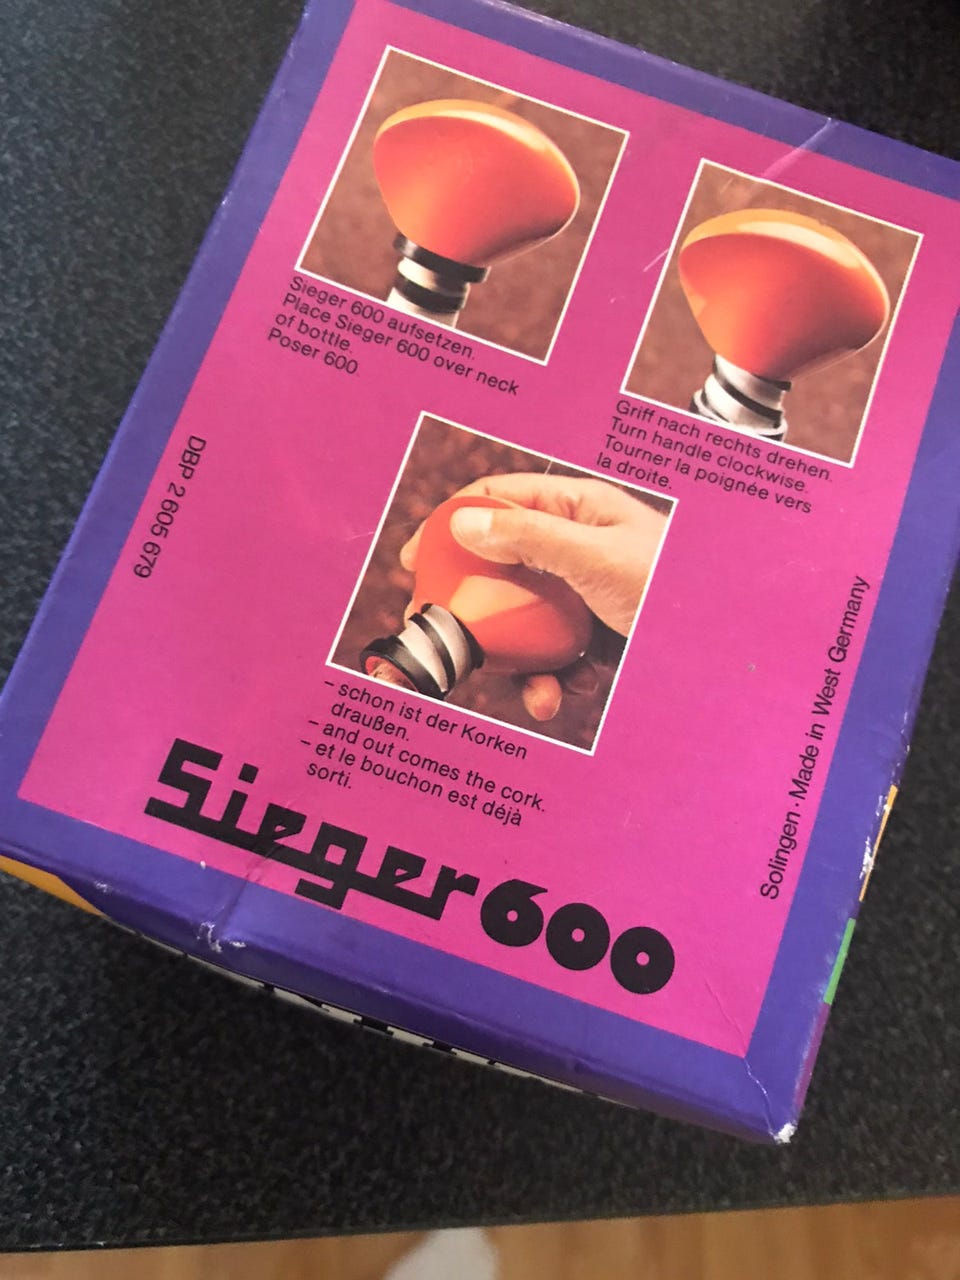 Sieger 600 aufsetzen.
Place Sieger 600 over neck
of bottle.
Poser 600.
Griff nach rechts drehen.
Turn handle clockwise.
Tourner la poignée vers
la droite.
– schon ist der Korken
draußen.
– and out comes the cork.
– et le bouchon est déjà
sorti.
DBP 2 605 679
Solingen · Made in West Germany
Sieger 600